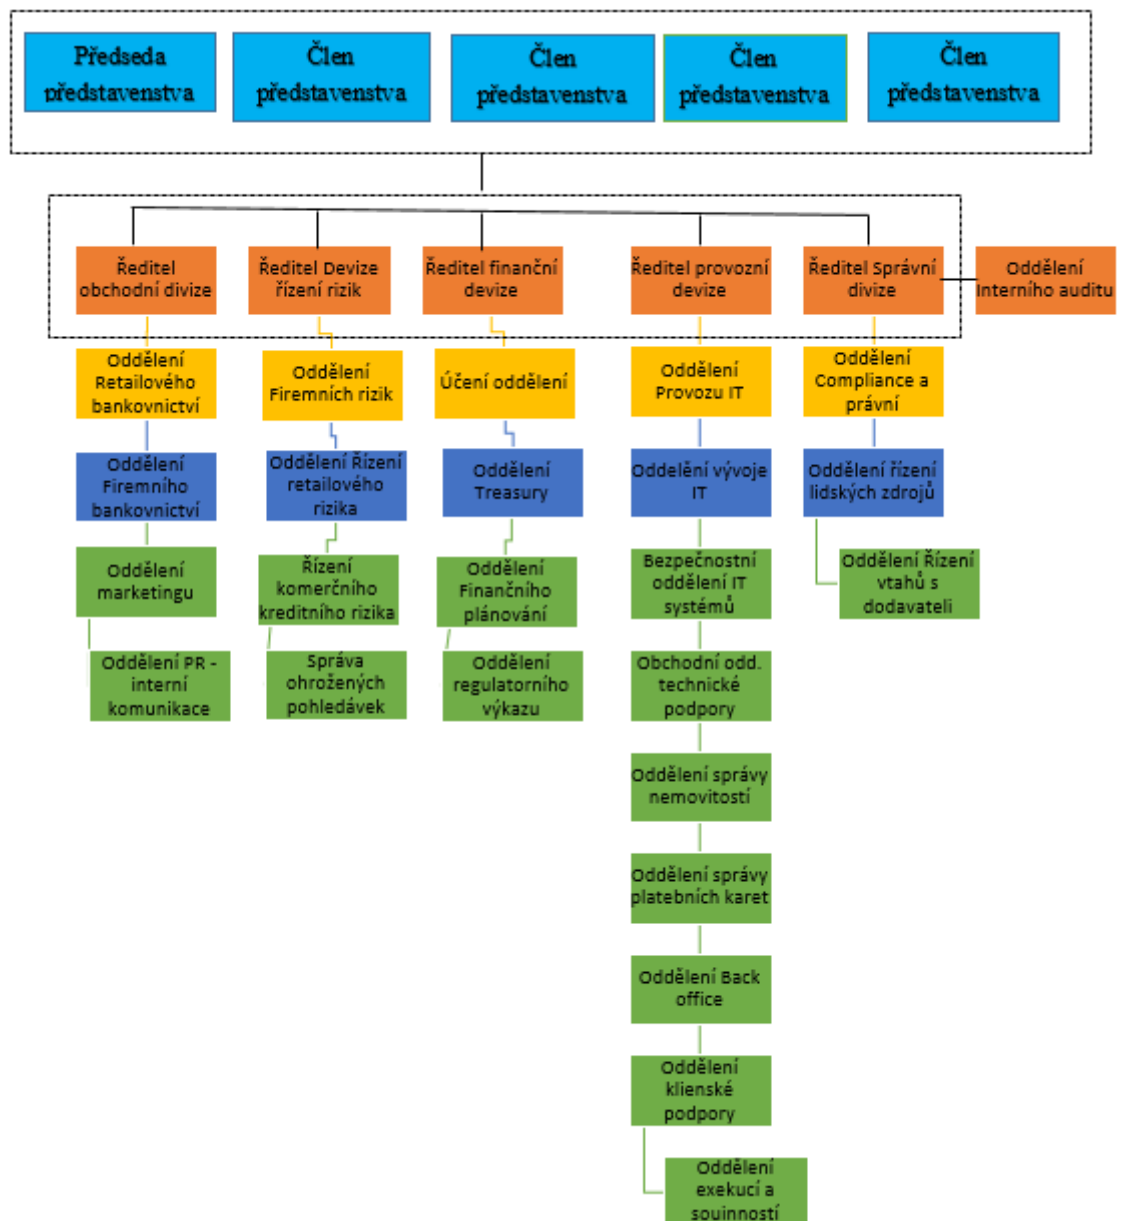 Předseda
představenstva
Člen
představenstva
Člen
představenstva
Člen
představenstva
Člen
představenstva
Ředitel
obchodní divize
Ředitel Devize
řízení rizik
Ředitel finanční
devize
Ředitel provozní
devize
Ředitel Správní
divize
Oddělení
Interního auditu
Oddělení
Retailového
bankovnictví
Oddělení
Firemních rizik
Účení oddělení
Oddělení
Provozu IT
Oddělení
Compliance a
právní
Oddělení
Firemního
bankovnictví
Oddělení Řízení
retailového
rizika
Oddělení
Treasury
Oddelění vývoje
IT
Oddělení řízení
lidských zdrojů
Oddělení
marketingu
Řízení
komerčního
kreditního rizika
Oddělení
Finančního
plánování
Bezpečnostní
oddělení IT
systémů
Oddělení Řízení
vtahů s
dodavateli
Oddělení PR -
interní
komunikace
Správa
ohrožených
pohledávek
Oddělení
regulatorního
výkazu
Obchodní odd.
technické
podpory
Oddělení správy
nemovitostí
Oddělení správy
platebních karet
Oddělení Back
office
Oddělení
klienské
podpory
Oddělení
exekucí a
souinností